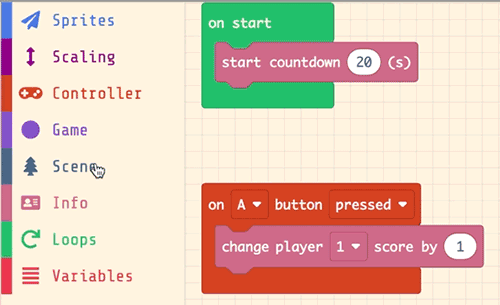 Sprites
Scaling
Controller
Game
Scene
Info
Loops
Variables
on start
start countdown 20 (s)
on A button pressed
change player 1 score by 1